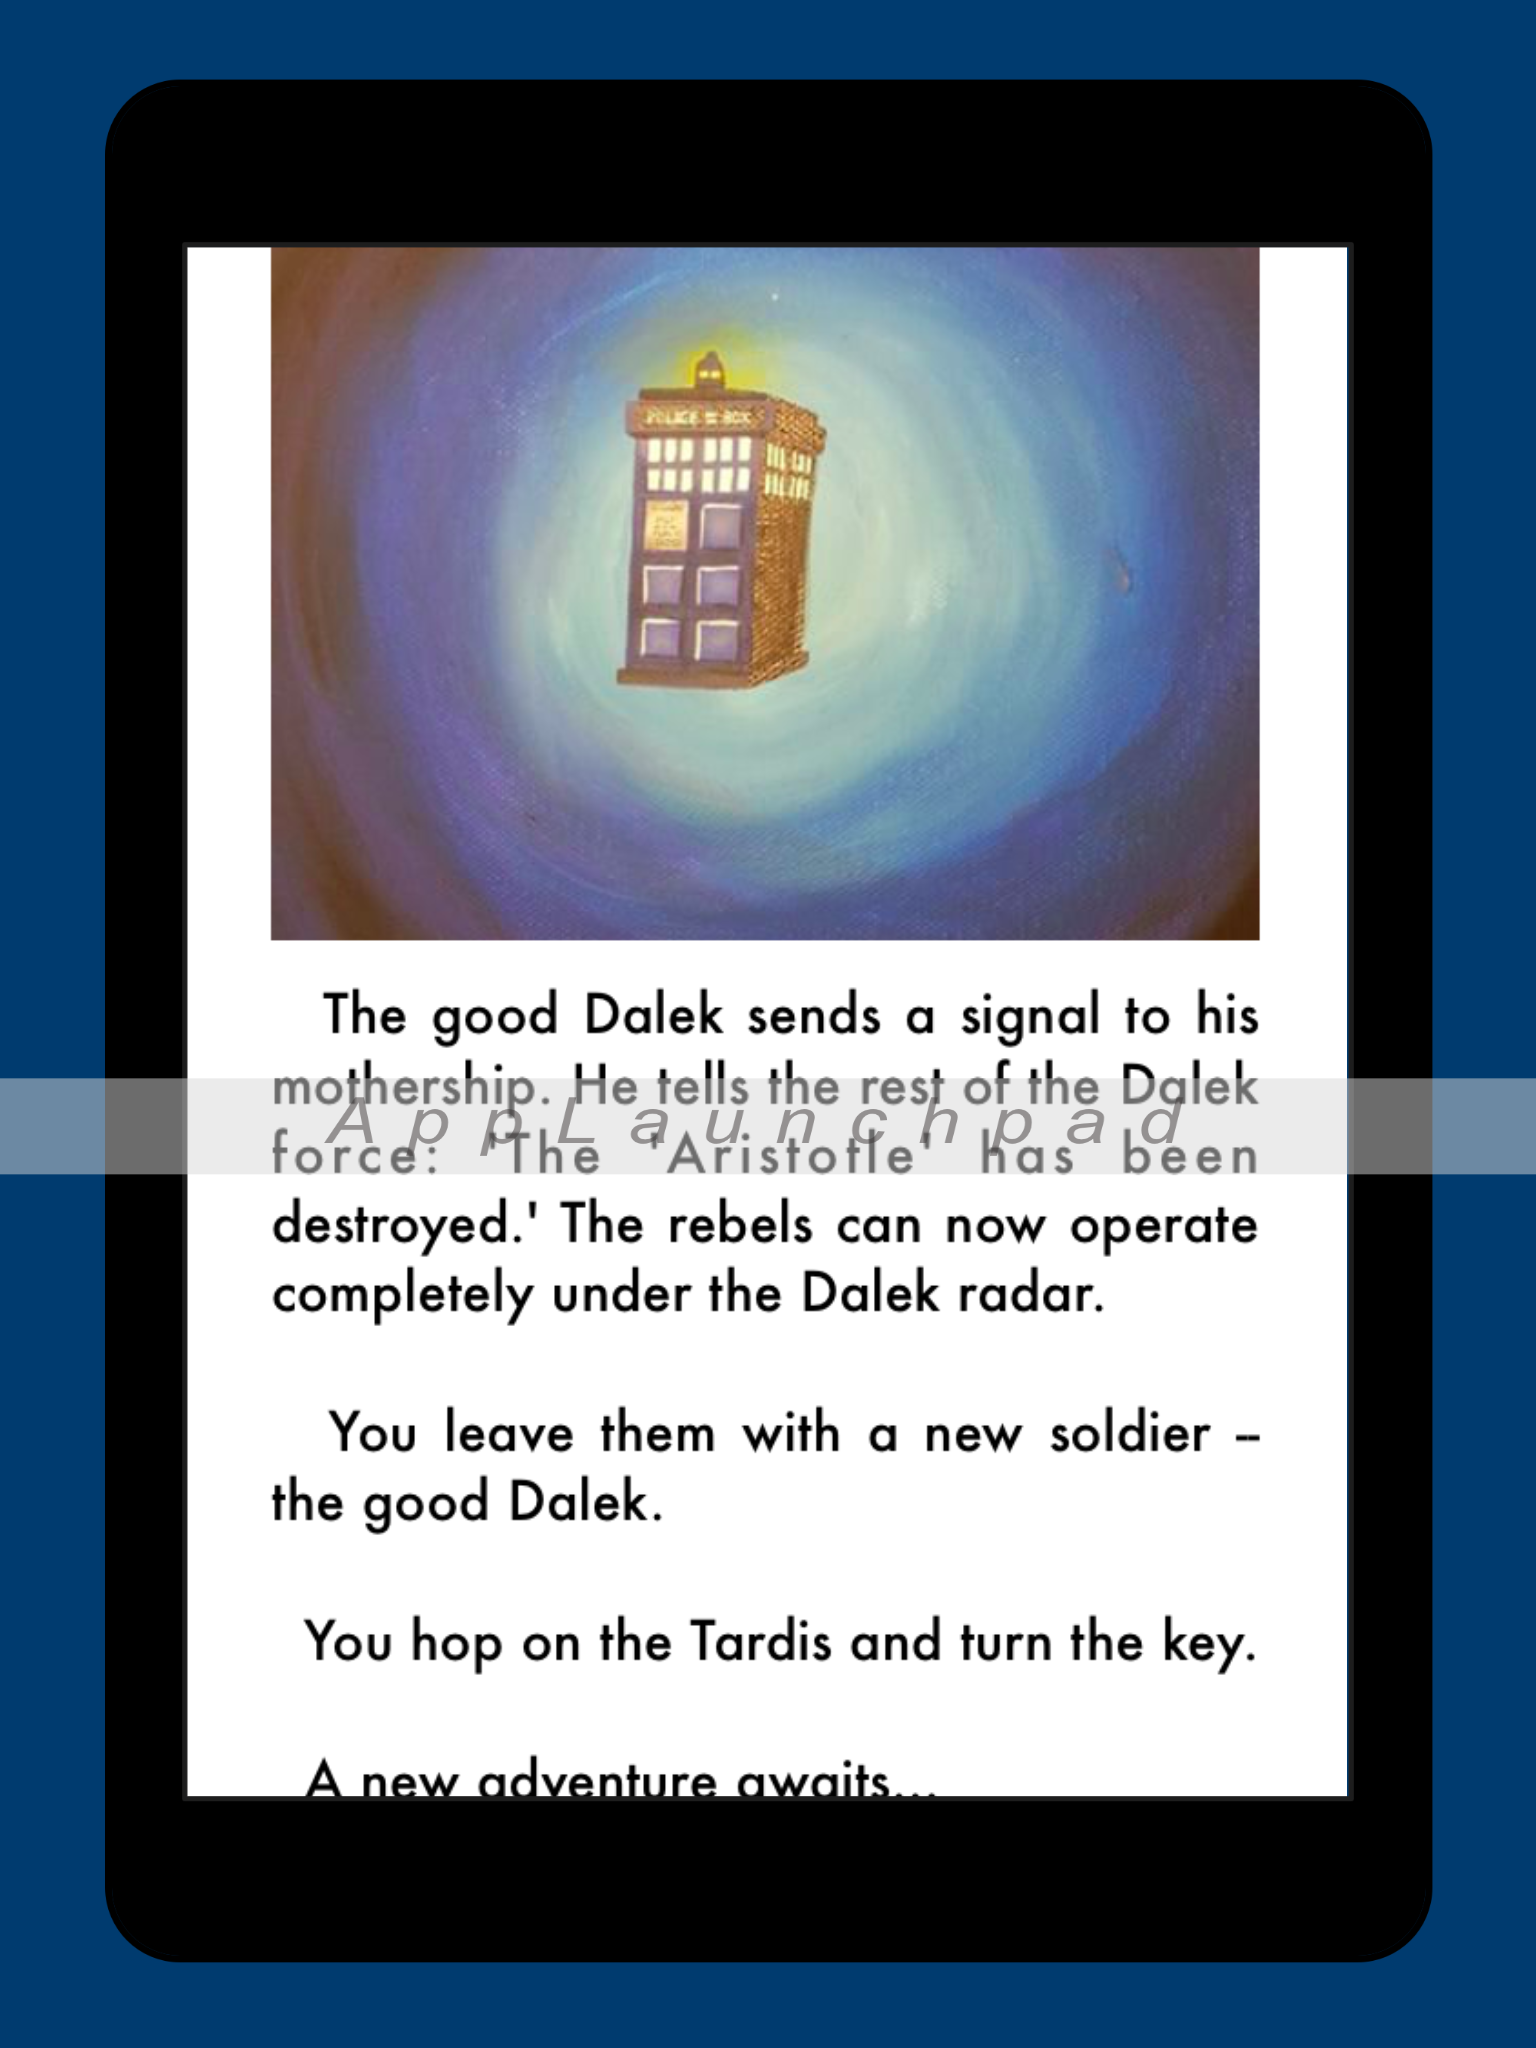 POLICE BOX
The good Dalek sends a signal to his
mothership. He tells the rest of the Dalek
AppLaunchpad
force: 'The 'Aristotle' has been
destroyed.' The rebels can now operate
completely under the Dalek radar.
You leave them with a new soldier –
the good Dalek.
You hop on the Tardis and turn the key.
A new adventure awaits...